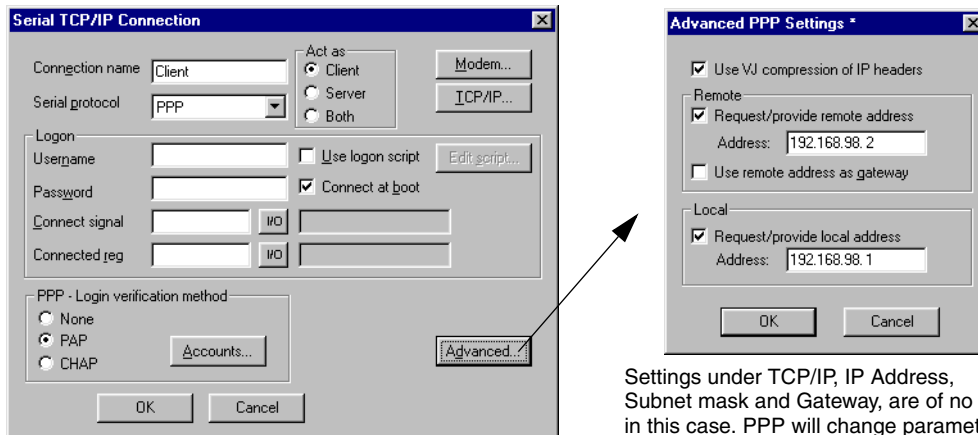 Serial TCP/IP Connection
Connection name Client
Serial protocol PPP
Act as
Client
Server
Both
Modem...
TCP/IP...
Logon
Username
Password
Connect signal I/O
Connected reg I/O
Use logon script
Connect at boot
Edit script...
PPP - Login verification method
None
PAP
CHAP
Accounts...
Advanced...
OK Cancel
Advanced PPP Settings *
Use VJ compression of IP headers
Remote
Request/provide remote address
Address: 192.168.98. 2
Use remote address as gateway
Local
Request/provide local address
Address: 192.168.98. 1
OK Cancel
Settings under TCP/IP, IP Address,
Subnet mask and Gateway, are of no
in this case. PPP will change paramet